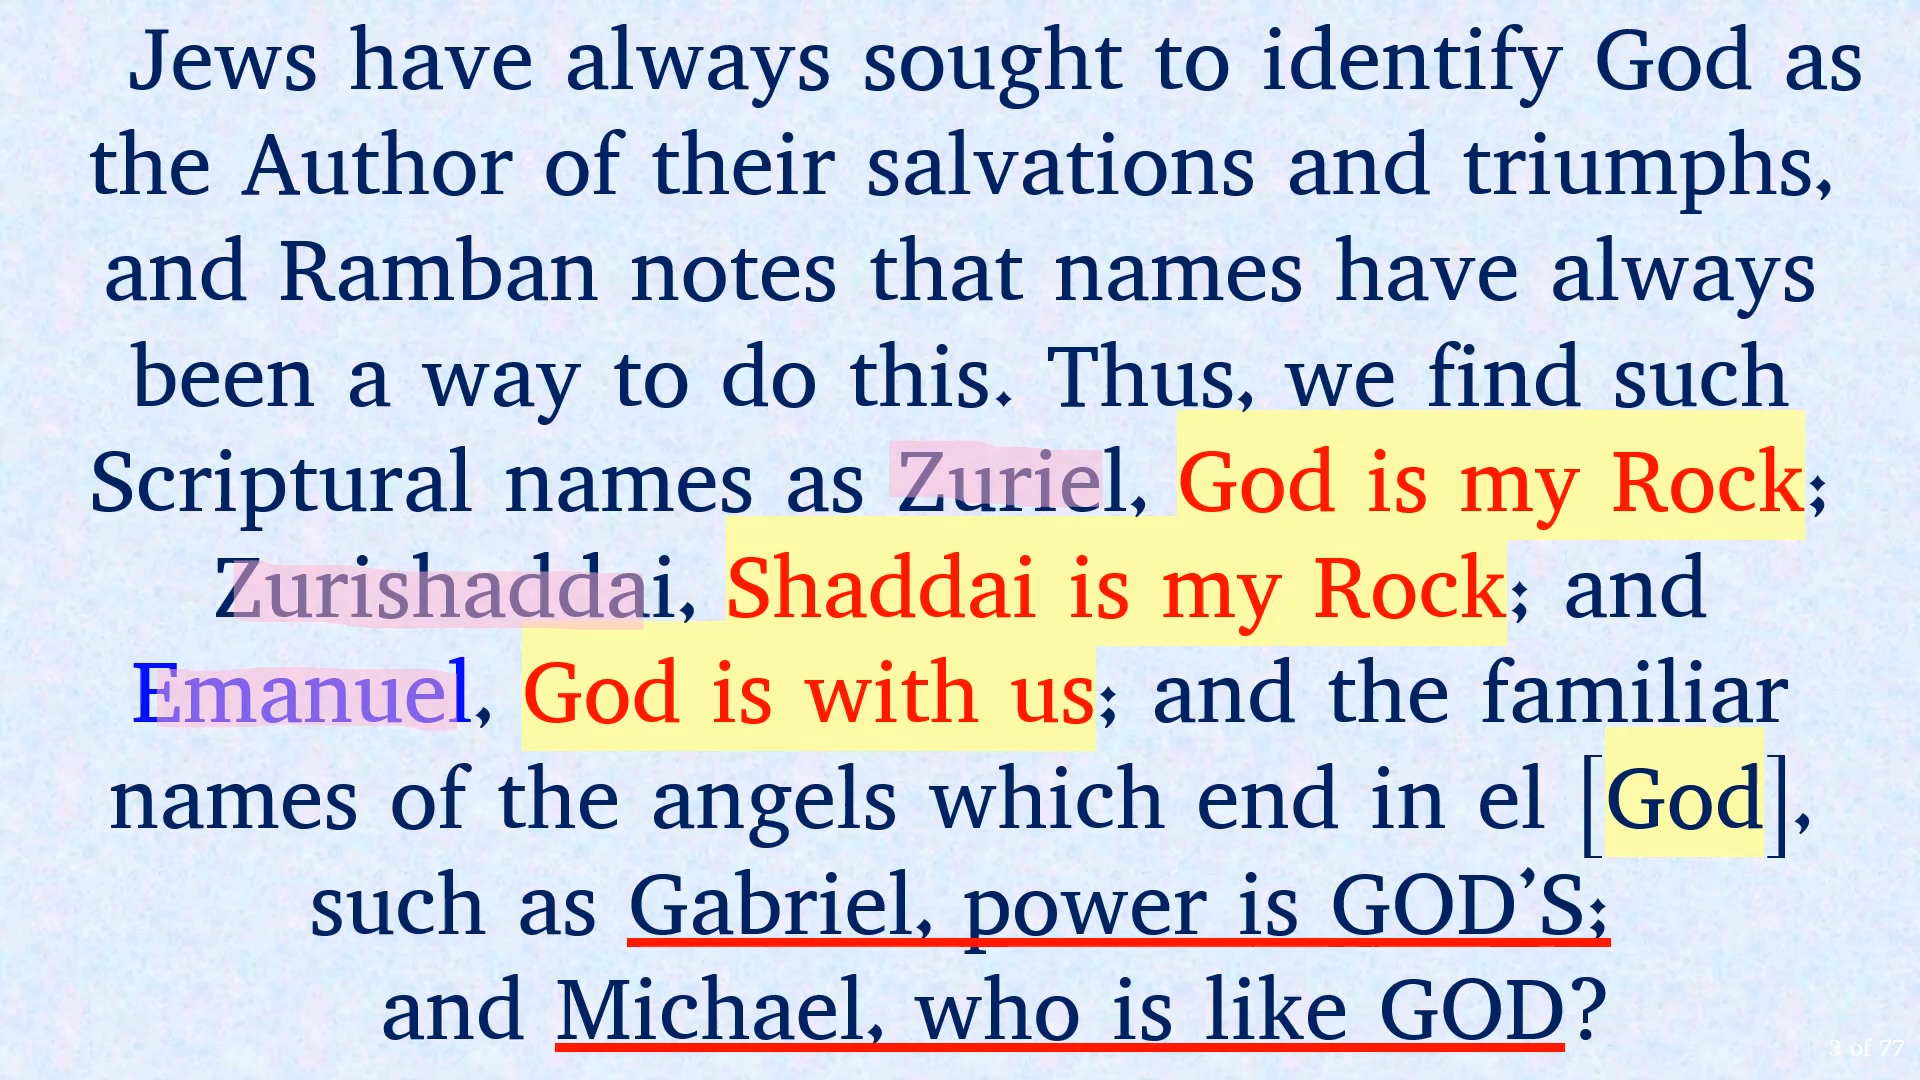 Jews have always sought to identify God as
the Author of their salvations and triumphs,
and Ramban notes that names have always
been a way to do this. Thus, we find such
Scriptural names as Zuriel, God is my Rock;
Zurishaddai, Shaddai is my Rock; and
Emanuel, God is with us; and the familiar
names of the angels which end in el [God],
such as Gabriel, power is GOD’S;
and Michael, who is like GOD?
3 of 77